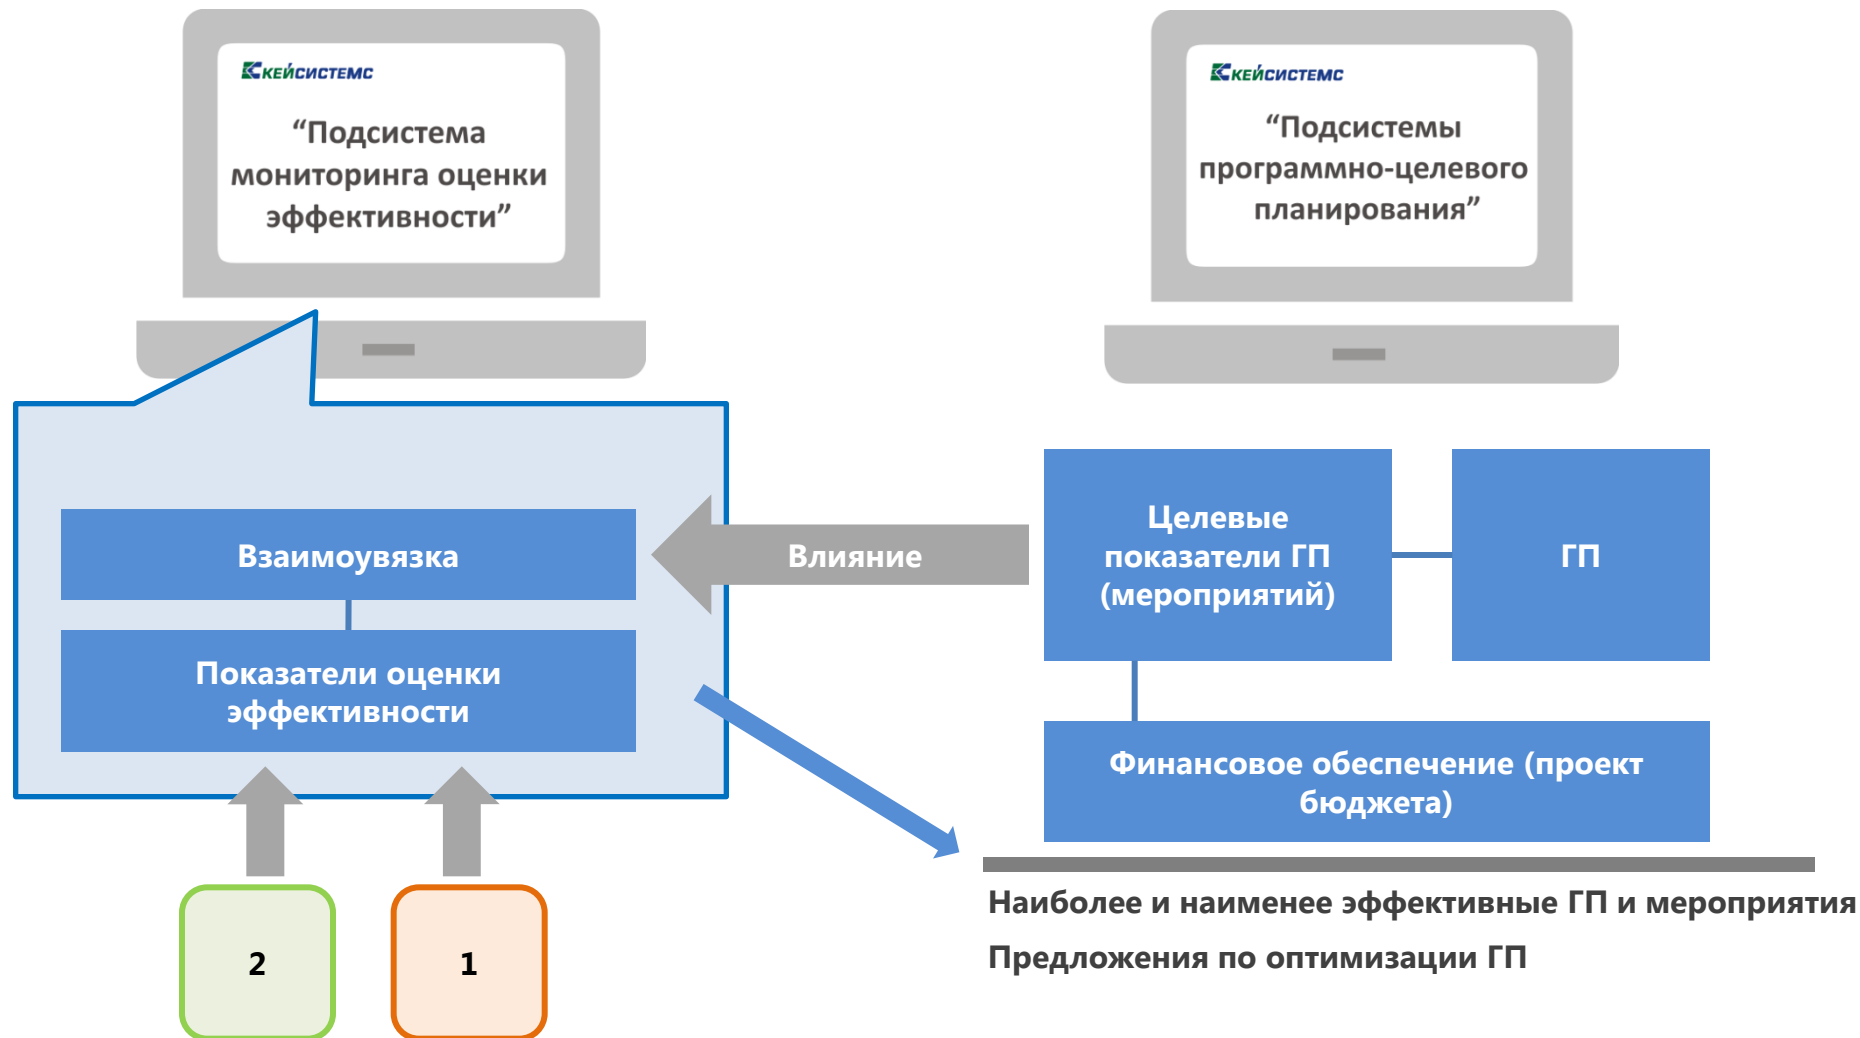 КЕЙСИСТЕМС
“Подсистема
мониторинга оценки
эффективности”
КЕЙСИСТЕМС
“Подсистемы
программно-целевого
планирования”
Взаимоувязка
Показатели оценки
эффективности
Влияние
Целевые
показатели ГП
(мероприятий)
ГП
Финансовое обеспечение (проект
бюджета)
2
1
Наиболее и наименее эффективные ГП и мероприятия
Предложения по оптимизации ГП